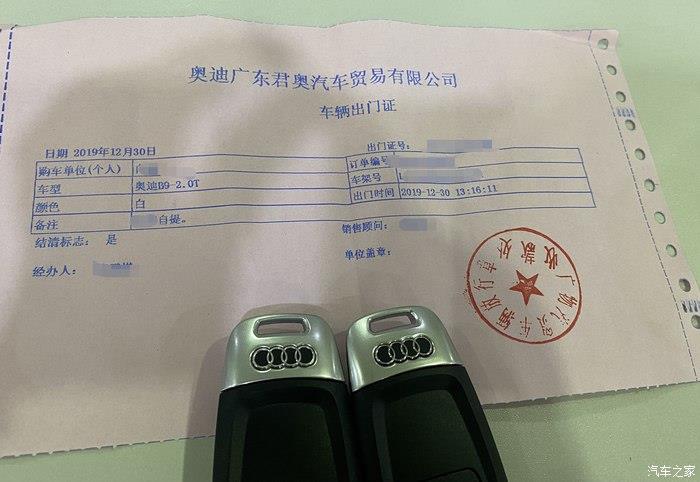 奥迪广东君奥汽车贸易有限公司
车辆出门证
日期 2019年12月30日 出门证号：
购车单位(个人) 订单编号
车型 奥迪B9-2.0T 车架号 L
颜色 白 出门时间 2019-12-30 13:16:11
备注 自提。
结清标志： 是 销售顾问：
经办人： 单位盖章：
收款处
汽车之家